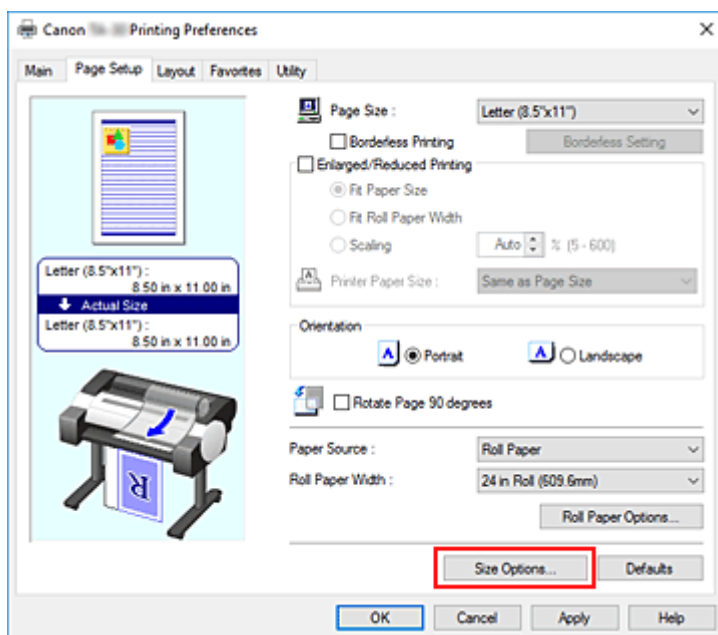 Canon Printing Preferences
Main Page Setup Layout Favorites Utility
Page Size : Letter (8.5"x11")
Borderless Printing Borderless Setting
Enlarged/Reduced Printing
Fit Paper Size
Fit Roll Paper Width
Scaling Auto % (5 - 600)
Printer Paper Size : Same as Page Size
Letter (8.5"x11") :
8.50 in x 11.00 in
Actual Size
Letter (8.5"x11") :
8.50 in x 11.00 in
Orientation
A Portrait A Landscape
Rotate Page 90 degrees
Paper Source : Roll Paper
Roll Paper Width : 24 in Roll (609.6mm)
R
Roll Paper Options...
Size Options... Defaults
OK Cancel Apply Help